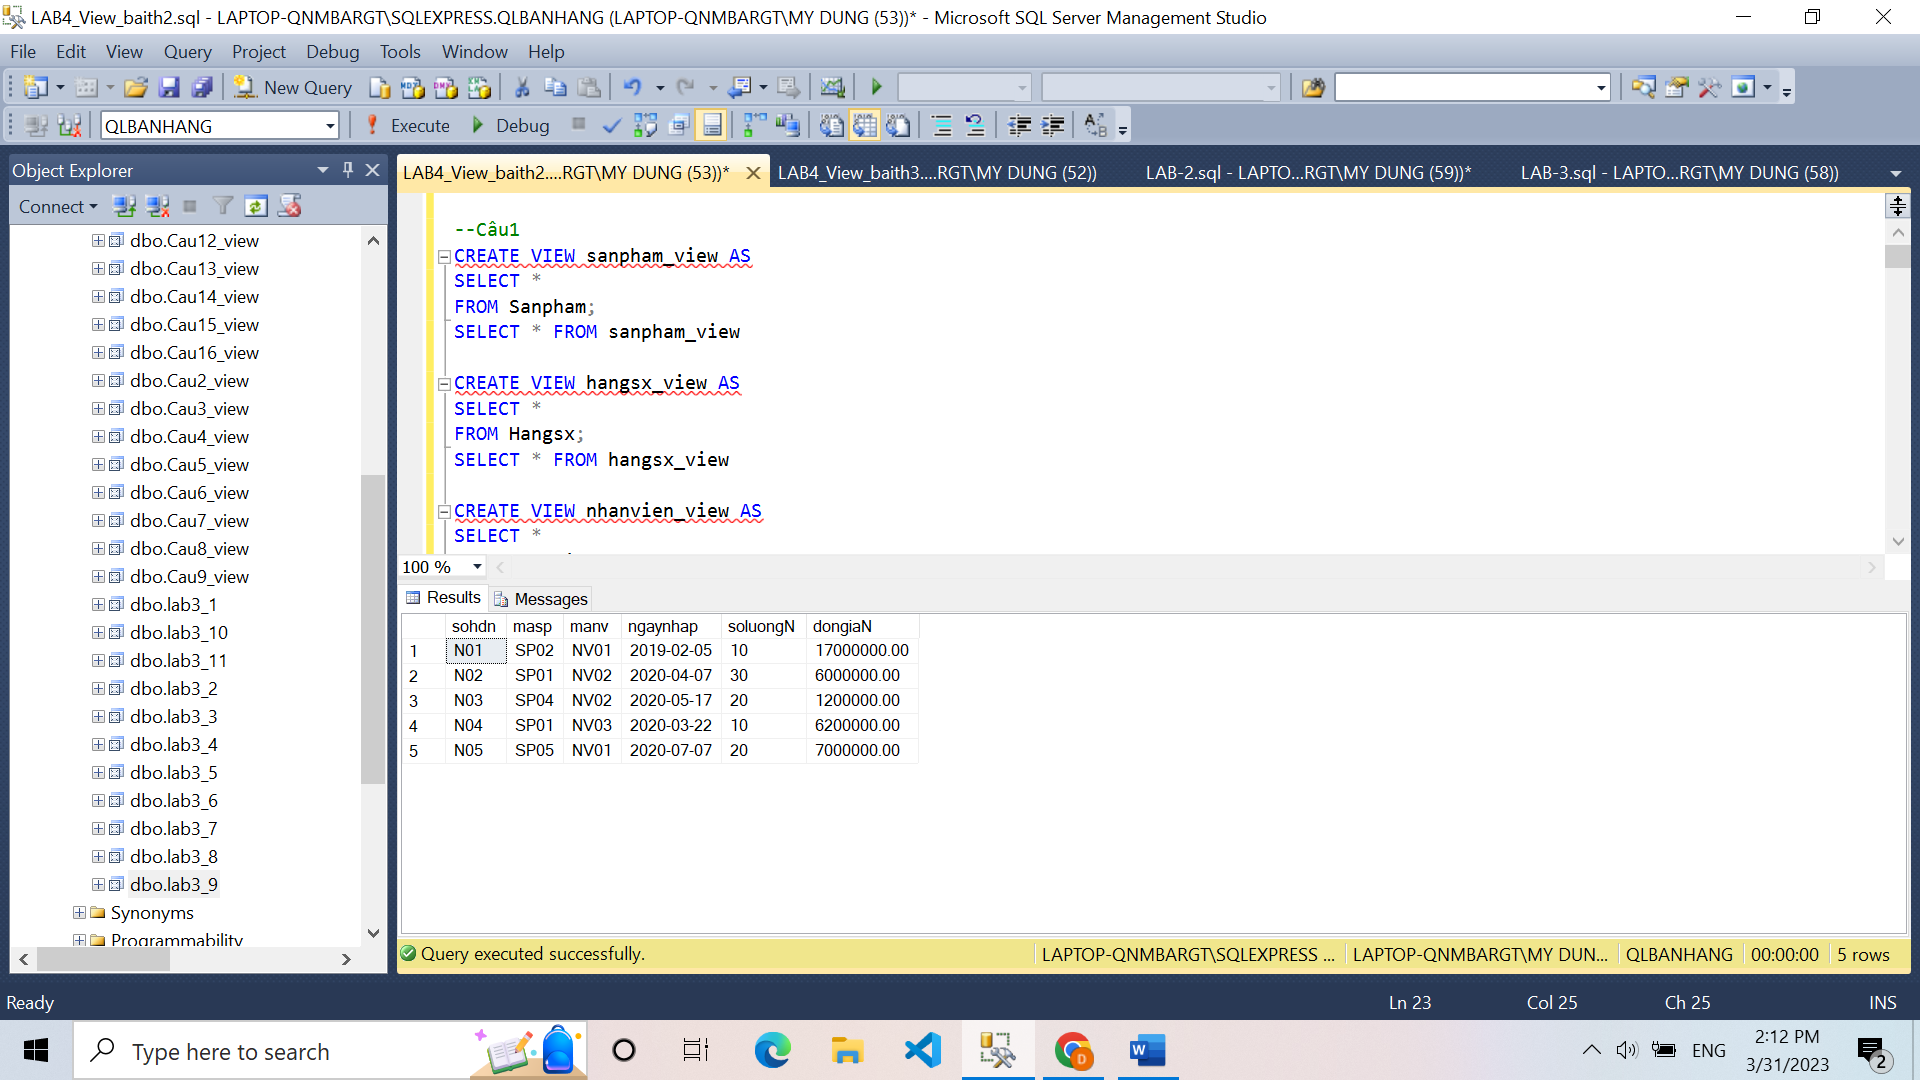 LAB4_View_baith2.sql - LAPTOP-QNMBARGT\SQLEXPRESS.QLBANHANG (LAPTOP-QNMBARGT\MY DUNG (53))* - Microsoft SQL Server Management Studio
File Edit View Query Project Debug Tools Window Help
New Query
QLBANHANG Execute Debug
Object Explorer
Connect
dbo.Cau12_view
dbo.Cau13_view
dbo.Cau14_view
dbo.Cau15_view
dbo.Cau16_view
dbo.Cau2_view
dbo.Cau3_view
dbo.Cau4_view
dbo.Cau5_view
dbo.Cau6_view
dbo.Cau7_view
dbo.Cau8_view
dbo.Cau9_view
dbo.lab3_1
dbo.lab3_10
dbo.lab3_11
dbo.lab3_2
dbo.lab3_3
dbo.lab3_4
dbo.lab3_5
dbo.lab3_6
dbo.lab3_7
dbo.lab3_8
dbo.lab3_9
Synonyms
Programmability
LAB4_View_baith2....RGT\MY DUNG (53))* LAB4_View_baith3....RGT\MY DUNG (52)) LAB-2.sql - LAPTO...RGT\MY DUNG (59))* LAB-3.sql - LAPTO...RGT\MY DUNG (58))
--Câu1
CREATE VIEW sanpham_view AS
SELECT *
FROM Sanpham;
SELECT * FROM sanpham_view
CREATE VIEW hangsx_view AS
SELECT *
FROM Hangsx;
SELECT * FROM hangsx_view
CREATE VIEW nhanvien_view AS
SELECT *
100 %
Results Messages
sohdn masp manv ngaynhap soluongN dongiaN
1 N01 SP02 NV01 2019-02-05 10 17000000.00
2 N02 SP01 NV02 2020-04-07 30 6000000.00
3 N03 SP04 NV02 2020-05-17 20 1200000.00
4 N04 SP01 NV03 2020-03-22 10 6200000.00
5 N05 SP05 NV01 2020-07-07 20 7000000.00
Query executed successfully. LAPTOP-QNMBARGT\SQLEXPRESS ... LAPTOP-QNMBARGT\MY DUN... QLBANHANG 00:00:00 5 rows
Ready Ln 23 Col 25 Ch 25 INS
Type here to search
ENG
2:12 PM
3/31/2023
2